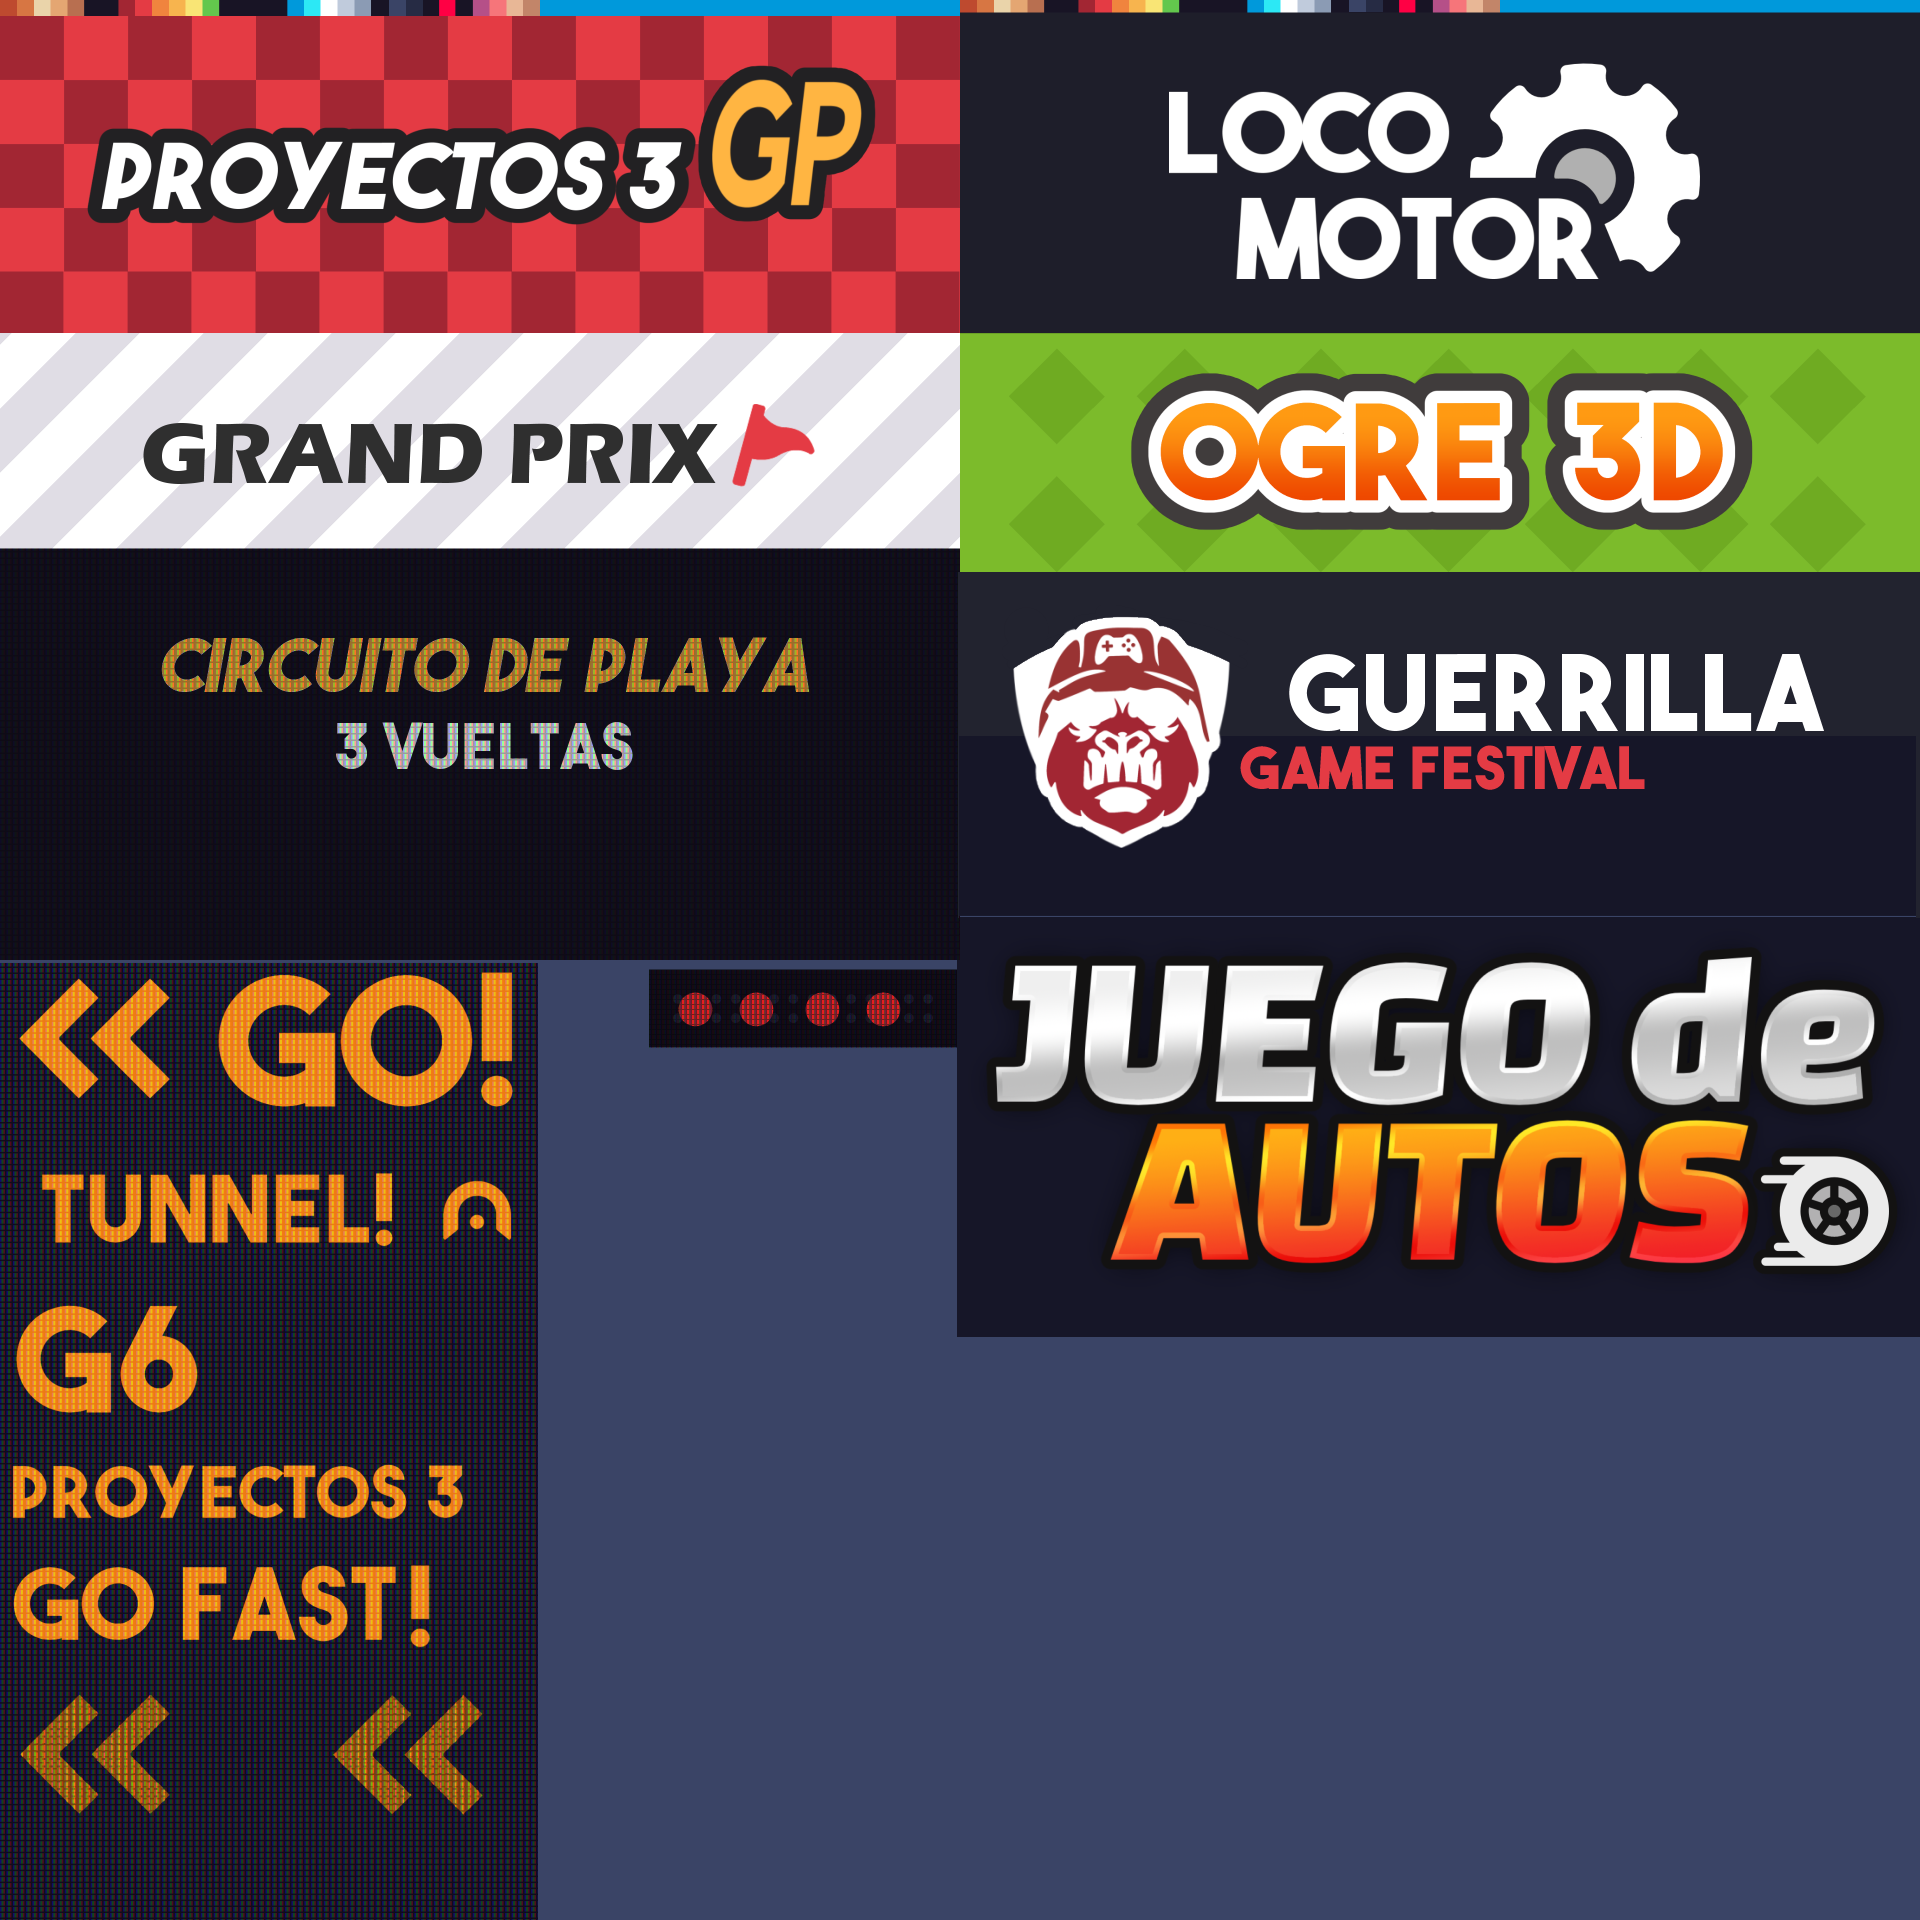 PROYECTOS 3 GP
GRAND PRIX
CIRCUITO DE PLAYA
3 VUELTAS
LOCO
MOTOR
OGRE 3D
GUERRILLA
GAME FESTIVAL
JUEGO de
AUTOS
<< GO!
TUNNEL!
G6
PROYECTOS 3
GO FAST!
<< <<